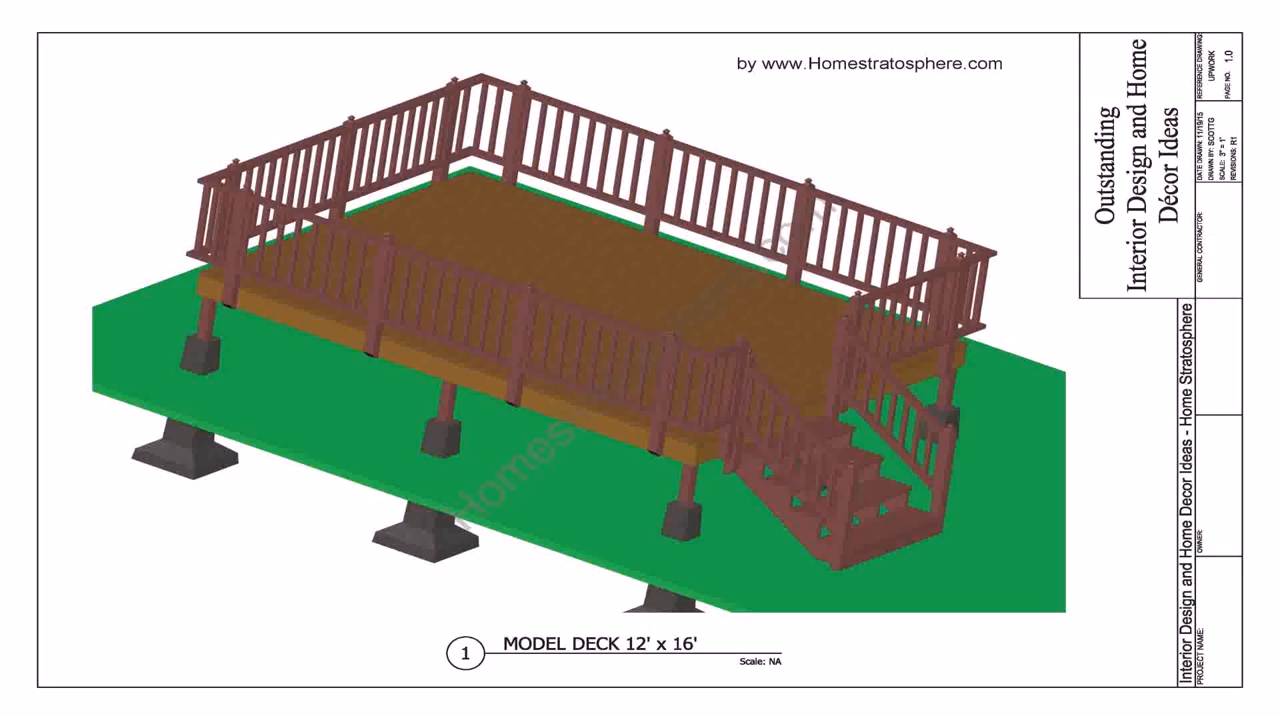 by www.Homestratosphere.com
Outstanding
Interior Design and Home
Décor Ideas
REFERENCE DRAWING:
UPWORK
PAGE NO. 1.0
DATE DRAWN: 11/19/15
DRAWN BY: SCOTTG
SCALE: 3" = 1'
REVISIONS: R1
GENERAL CONTRACTOR:
Interior Design and Home Decor Ideas - Home Stratosphere
OWNER:
PROJECT NAME:
1
MODEL DECK 12' x 16'
Scale: NA